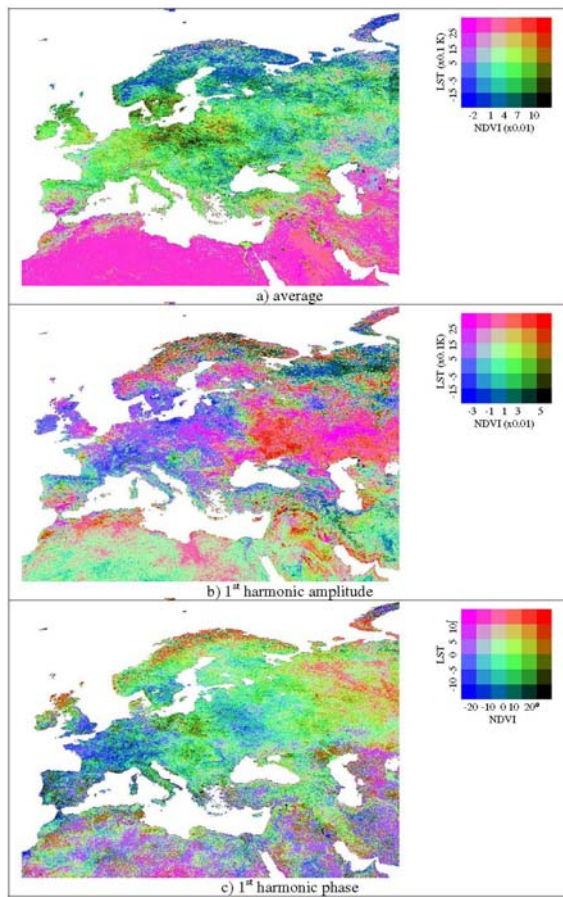 LST (x0.1 K)
-15 -5 5 15 25
-2 1 4 7 10
NDVI (x0.01)
a) average
LST (x0.1K)
-15 -5 5 15 25
-3 -1 1 3 5
NDVI (x0.01)
b) 1st harmonic amplitude
LST
-10 -5 0 5
-20 -10 0 10
NDVI
c) 1st harmonic phase